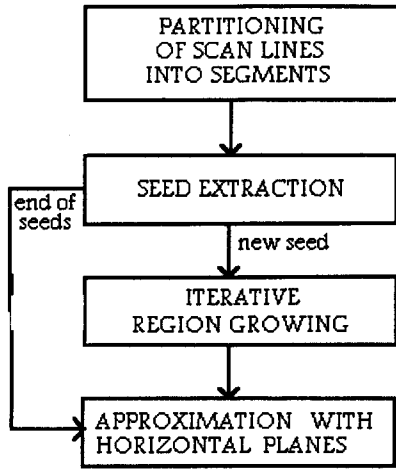 PARTITIONING
OF SCAN LINES
INTO SEGMENTS
SEED EXTRACTION
end of
seeds
new seed
ITERATIVE
REGION GROWING
APPROXIMATION WITH
HORIZONTAL PLANES